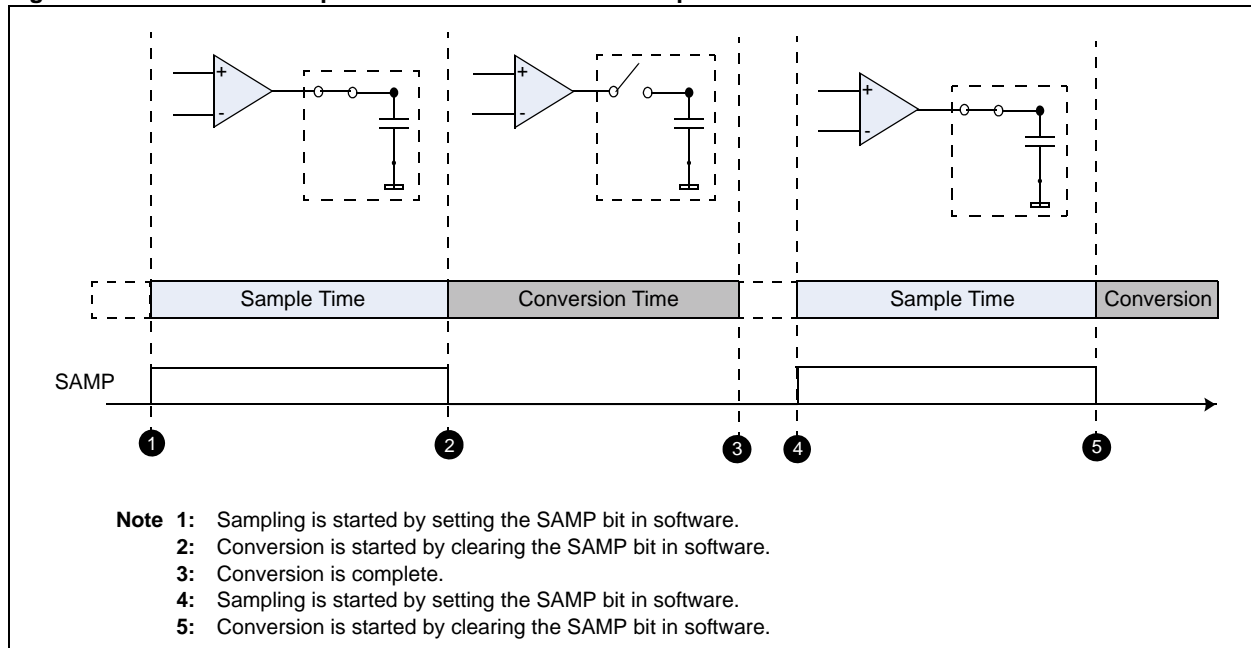 +
-
+
-
+
-
Sample Time
Conversion Time
Sample Time
Conversion
SAMP
1
2
3
4
5
Note 1: Sampling is started by setting the SAMP bit in software.
2: Conversion is started by clearing the SAMP bit in software.
3: Conversion is complete.
4: Sampling is started by setting the SAMP bit in software.
5: Conversion is started by clearing the SAMP bit in software.